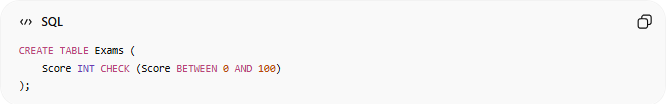 SQL
CREATE TABLE Exams (
    Score INT CHECK (Score BETWEEN 0 AND 100)
);